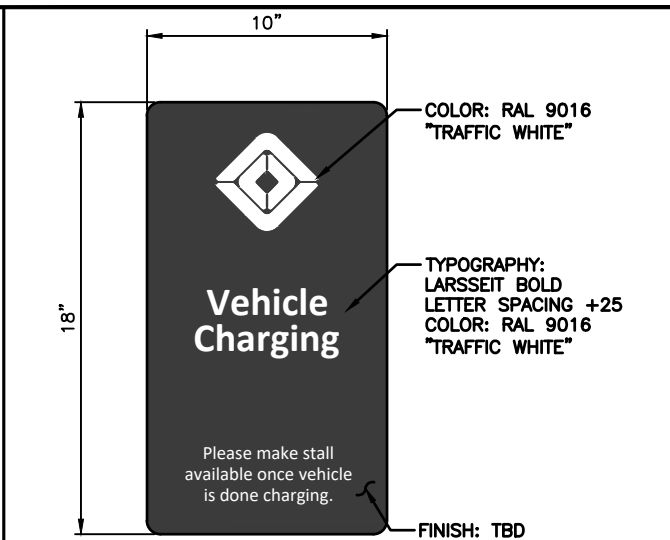 10"
COLOR: RAL 9016
"TRAFFIC WHITE"
18"
Vehicle
Charging
TYPOGRAPHY:
LARSSEIT BOLD
LETTER SPACING +25
COLOR: RAL 9016
"TRAFFIC WHITE"
Please make stall
available once vehicle
is done charging.
FINISH: TBD